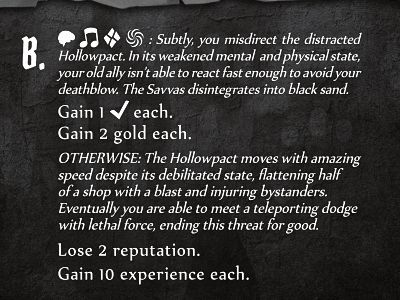 B.
: Subtly, you misdirect the distracted
Hollowpact. In its weakened mental and physical state,
your old ally isn't able to react fast enough to avoid your
deathblow. The Savvas disintegrates into black sand.
Gain 1 ✓ each.
Gain 2 gold each.
OTHERWISE: The Hollowpact moves with amazing
speed despite its debilitated state, flattening half
of a shop with a blast and injuring bystanders.
Eventually you are able to meet a teleporting dodge
with lethal force, ending this threat for good.
Lose 2 reputation.
Gain 10 experience each.